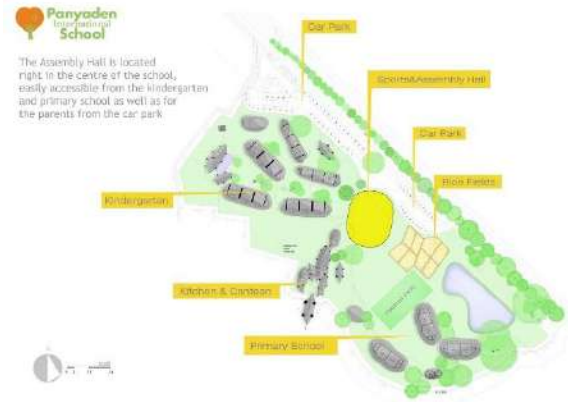 Panyaden
International
School
The Assembly Hall is located
right in the centre of the school,
easily accessible from the kindergarten
and primary school as well as for
the parents from the car park
Car Park
Sports&Assembly Hall
Car Park
Rice Fields
Kindergarten
Kitchen & Canteen
Primary School